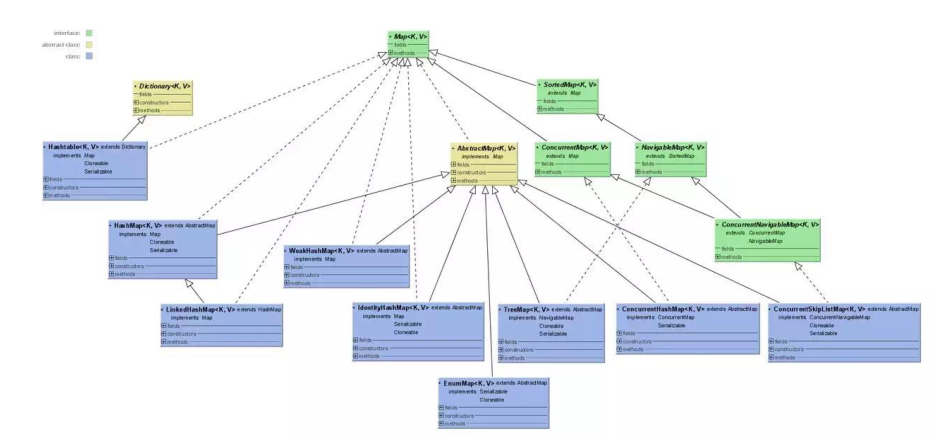 interface:
abstract class:
class:
Map<K, V>
fields
methods
Dictionary<K, V>
fields
constructors
methods
SortedMap<K, V>
extends Map
fields
methods
Hashtable<K, V> extends Dictionary
implements Map
Cloneable
Serializable
fields
constructors
methods
AbstractMap<K, V>
implements Map
fields
constructors
methods
ConcurrentMap<K, V>
extends Map
fields
methods
NavigableMap<K, V>
extends SortedMap
fields
methods
HashMap<K, V> extends AbstractMap
implements Map
Cloneable
Serializable
fields
constructors
methods
WeakHashMap<K, V> extends AbstractMap
implements Map
fields
constructors
methods
ConcurrentNavigableMap<K, V>
extends ConcurrentMap
NavigableMap
fields
methods
LinkedHashMap<K, V> extends HashMap
implements Map
fields
constructors
methods
IdentityHashMap<K, V> extends AbstractMap
implements Map
Serializable
Cloneable
fields
constructors
methods
TreeMap<K, V> extends AbstractMap
implements NavigableMap
Cloneable
Serializable
fields
constructors
methods
ConcurrentHashMap<K, V> extends AbstractMap
implements ConcurrentMap
Serializable
fields
constructors
methods
ConcurrentSkipListMap<K, V> extends AbstractMap
implements ConcurrentNavigableMap
Cloneable
Serializable
fields
constructors
methods
EnumMap<K, V> extends AbstractMap
implements Serializable
Cloneable
fields
constructors
methods